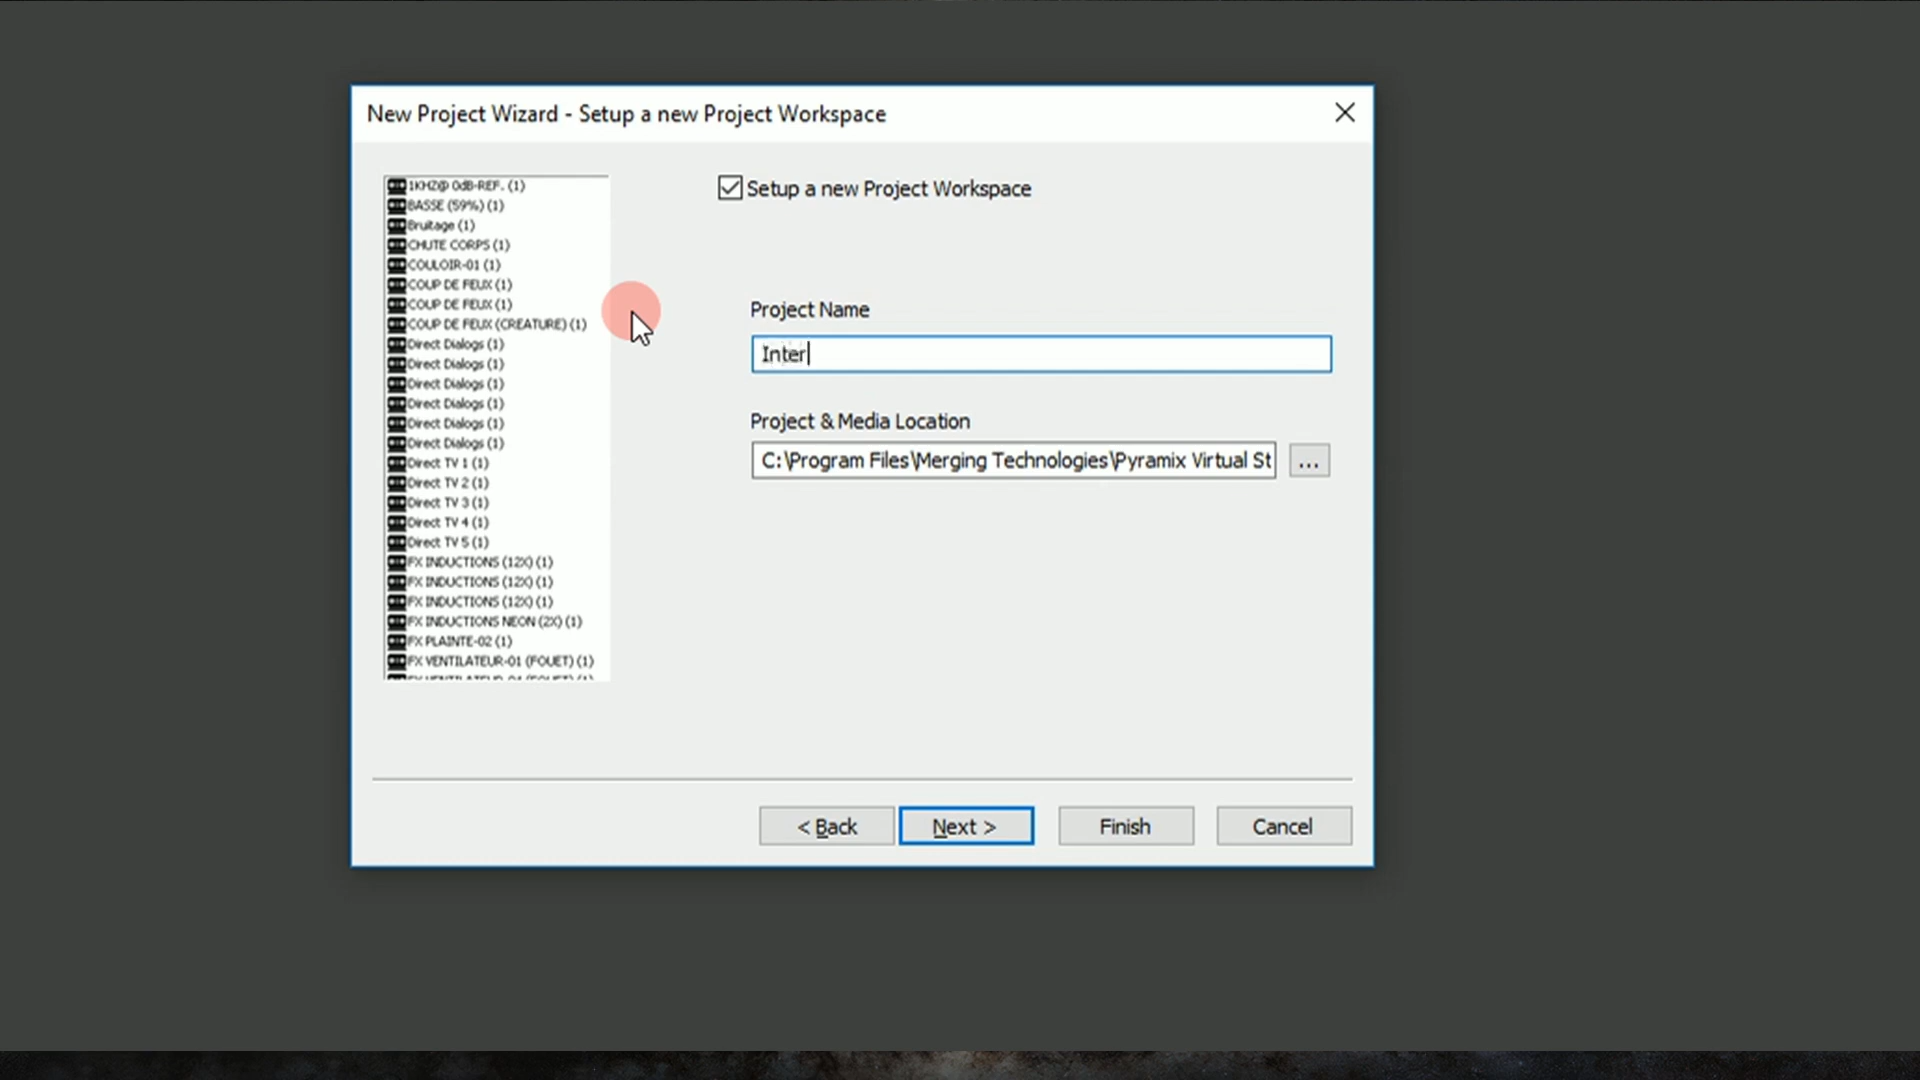 New Project Wizard - Setup a new Project Workspace
1KHZ@ 0dB-REF. (1)
BASSE (59%) (1)
Bruitage (1)
CHUTE CORPS (1)
COULOIR-01 (1)
COUP DE FEUX (1)
COUP DE FEUX (1)
COUP DE FEUX (CREATURE) (1)
Direct Dialogs (1)
Direct Dialogs (1)
Direct Dialogs (1)
Direct Dialogs (1)
Direct Dialogs (1)
Direct Dialogs (1)
Direct TV 1 (1)
Direct TV 2 (1)
Direct TV 3 (1)
Direct TV 4 (1)
Direct TV 5 (1)
FX INDUCTIONS (12X) (1)
FX INDUCTIONS (12X) (1)
FX INDUCTIONS (12X) (1)
FX INDUCTIONS NEON (2X) (1)
FX PLAINTE-02 (1)
FX VENTILATEUR-01 (FOUET) (1)
Setup a new Project Workspace
Project Name
Inter
Project & Media Location
C:\Program Files\Merging Technologies\Pyramix Virtual St
...
< Back
Next >
Finish
Cancel